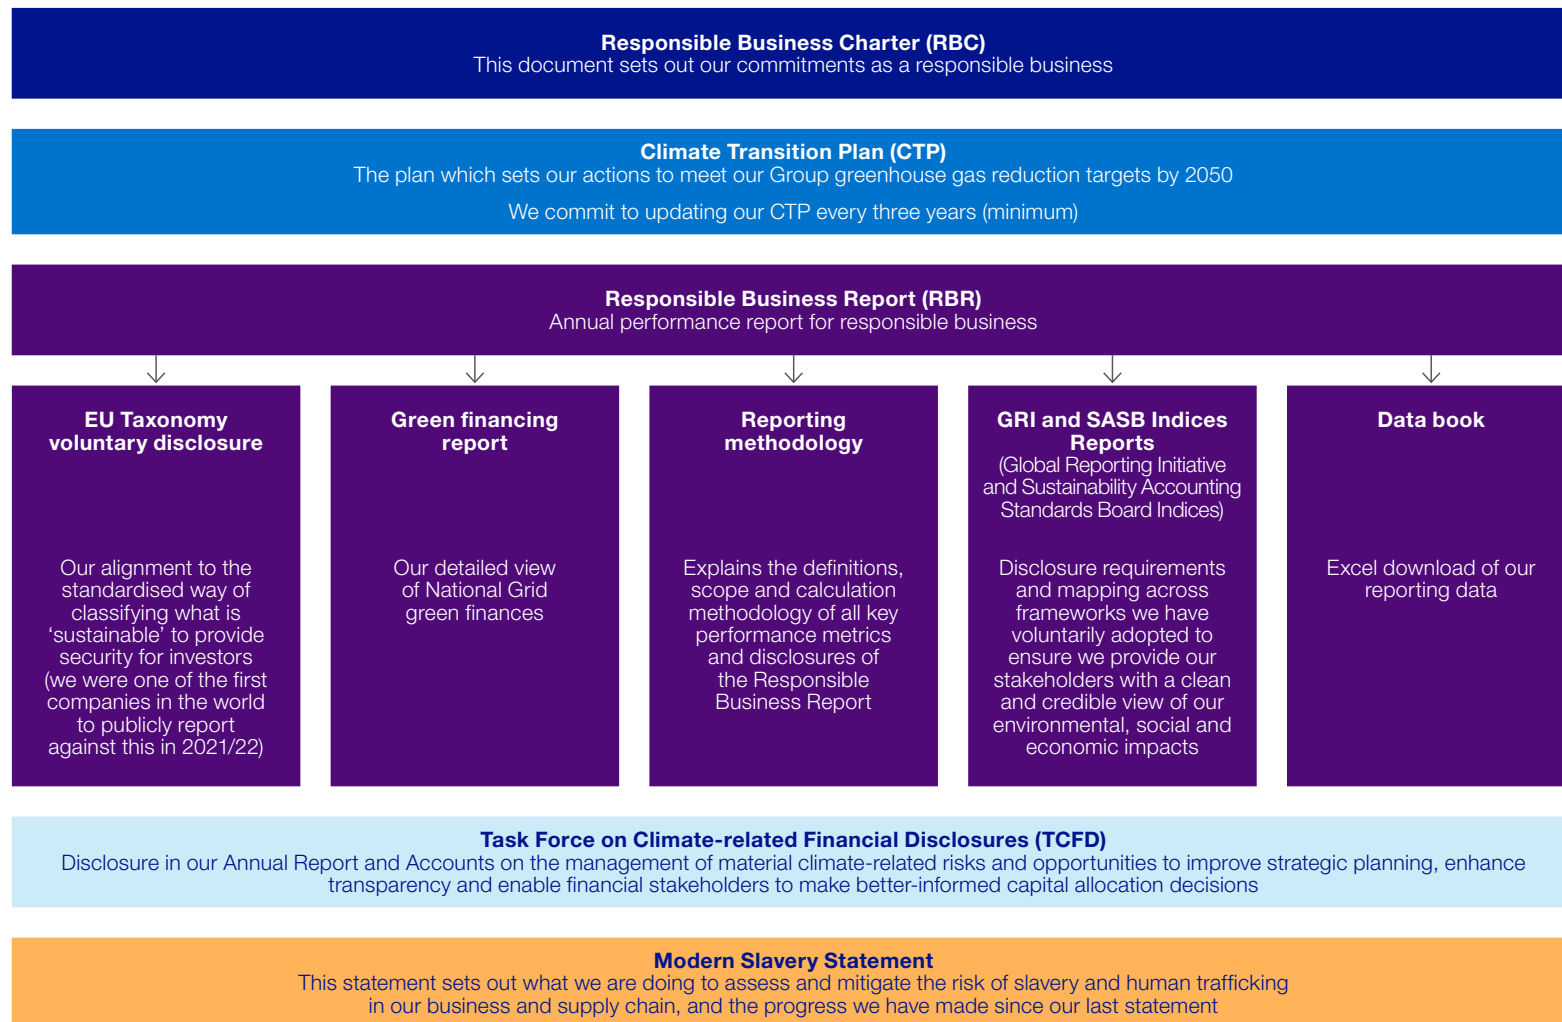 Responsible Business Charter (RBC)
This document sets out our commitments as a responsible business
Climate Transition Plan (CTP)
The plan which sets our actions to meet our Group greenhouse gas reduction targets by 2050
We commit to updating our CTP every three years (minimum)
Responsible Business Report (RBR)
Annual performance report for responsible business
EU Taxonomy
voluntary disclosure
Our alignment to the
standardised way of
classifying what is
‘sustainable’ to provide
security for investors
(we were one of the first
companies in the world
to publicly report
against this in 2021/22)
Green financing
report
Our detailed view
of National Grid
green finances
Reporting
methodology
Explains the definitions,
scope and calculation
methodology of all key
performance metrics
and disclosures of
the Responsible
Business Report
GRI and SASB Indices
Reports
(Global Reporting Initiative
and Sustainability Accounting
Standards Board Indices)
Disclosure requirements
and mapping across
frameworks we have
voluntarily adopted to
ensure we provide our
stakeholders with a clean
and credible view of our
environmental, social and
economic impacts
Data book
Excel download of our
reporting data
Task Force on Climate-related Financial Disclosures (TCFD)
Disclosure in our Annual Report and Accounts on the management of material climate-related risks and opportunities to improve strategic planning, enhance
transparency and enable financial stakeholders to make better-informed capital allocation decisions
Modern Slavery Statement
This statement sets out what we are doing to assess and mitigate the risk of slavery and human trafficking
in our business and supply chain, and the progress we have made since our last statement